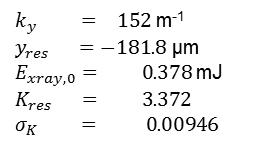 k_y = 152 m⁻¹
y_res = −181.8 μm
E_xray,0 = 0.378 mJ
K_res = 3.372
σ_K = 0.00946